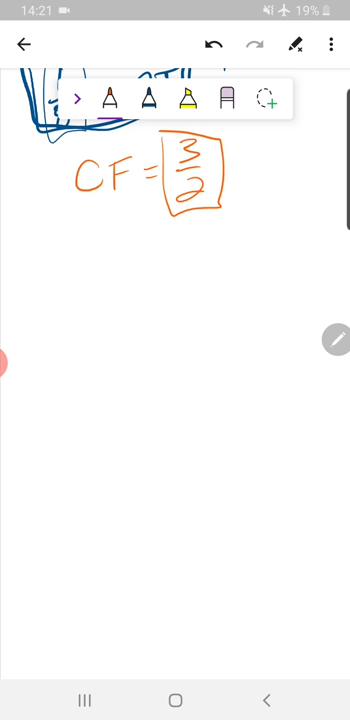 14:21 19%
CF = 3/2